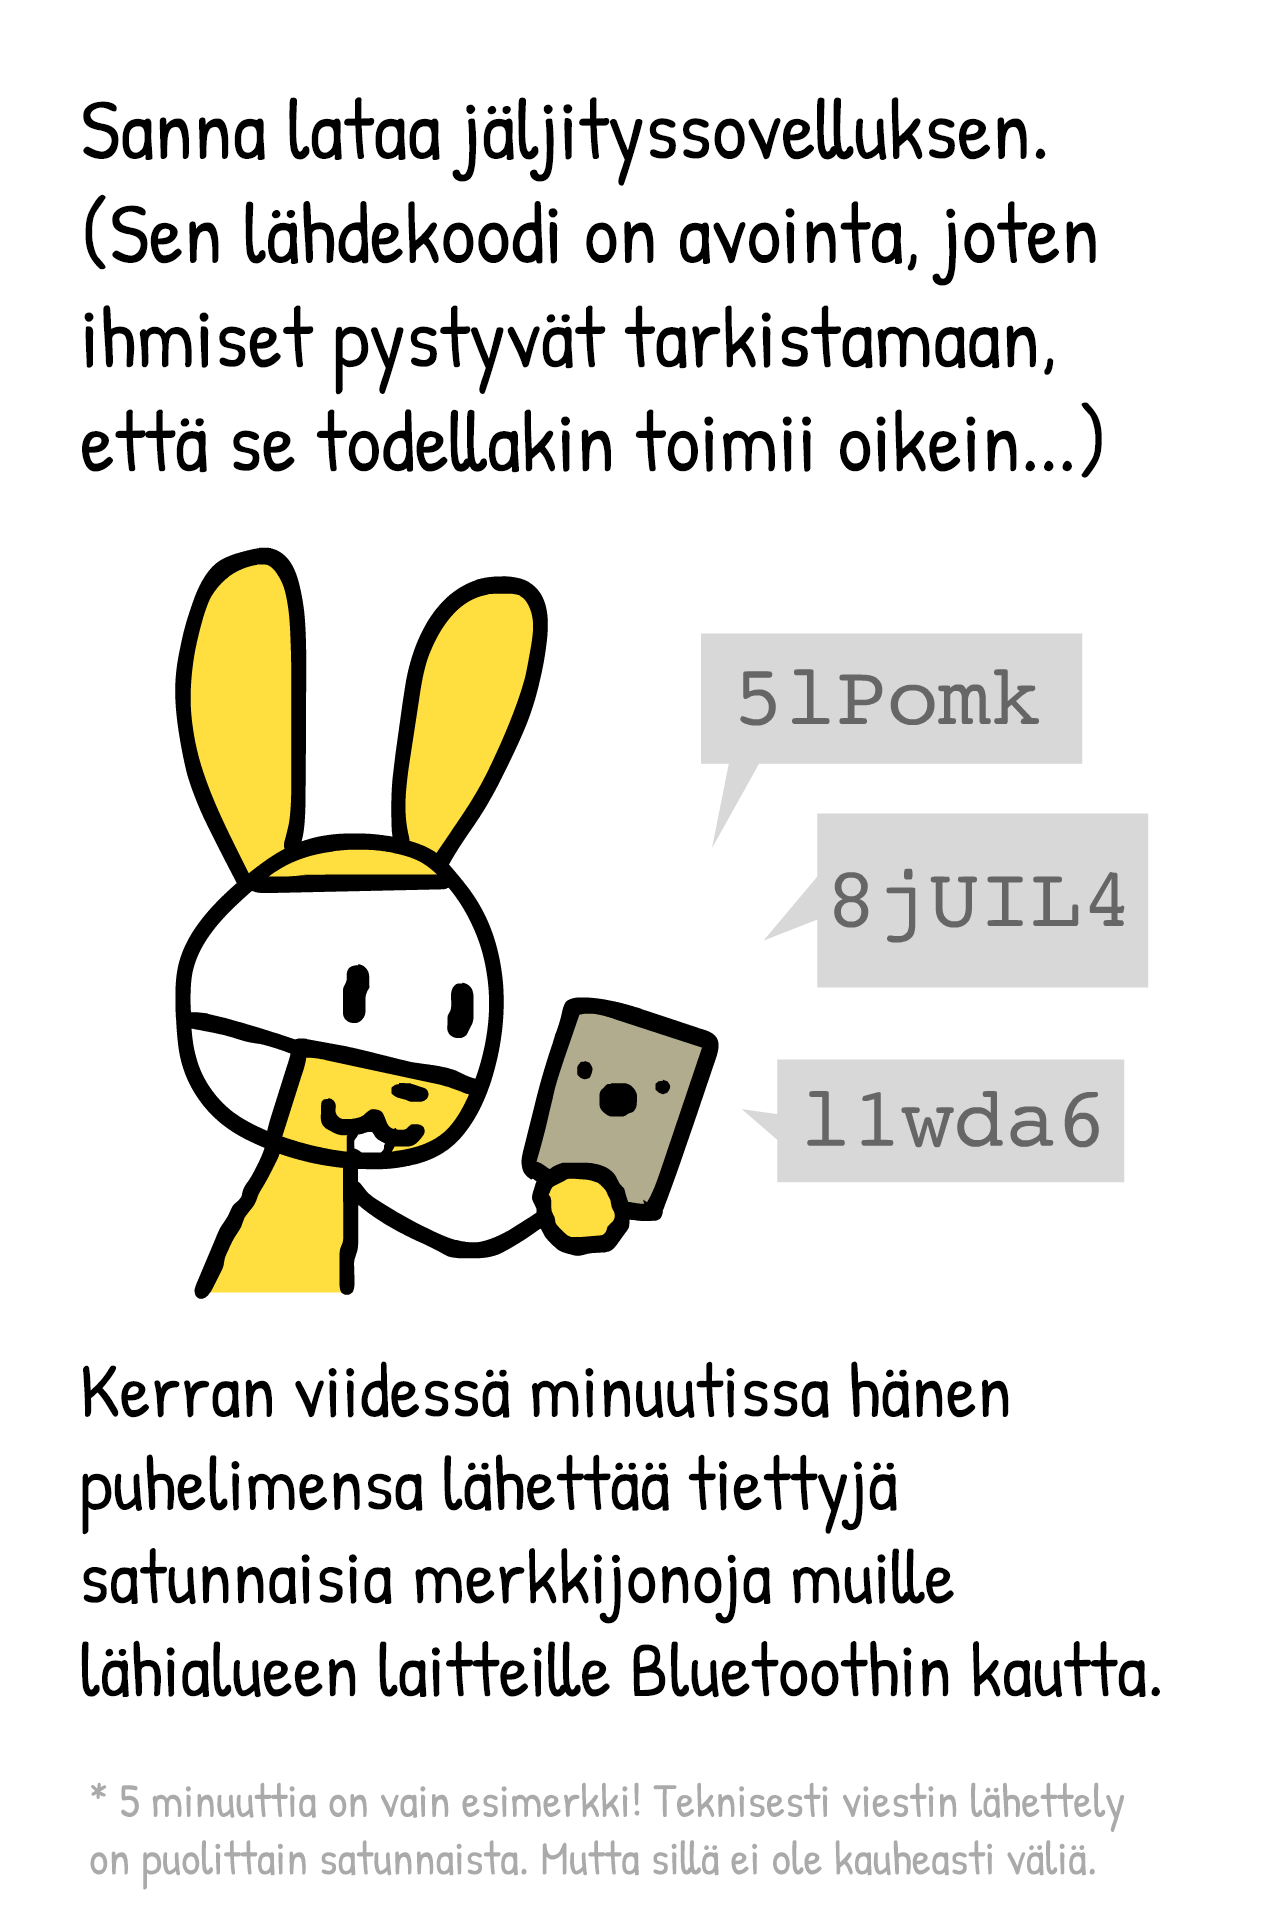 Sanna lataa jäljityssovelluksen.
(Sen lähdekoodi on avointa, joten
ihmiset pystyvät tarkistamaan,
että se todellakin toimii oikein...)
5lPomk
8jUIL4
l1wda6
Kerran viidessä minuutissa hänen
puhelimensa lähettää tiettyjä
satunnaisia merkkijonoja muille
lähialueen laitteille Bluetoothin kautta.
* 5 minuuttia on vain esimerkki! Teknisesti viestin lähettely
on puolittain satunnaista. Mutta sillä ei ole kauheasti väliä.